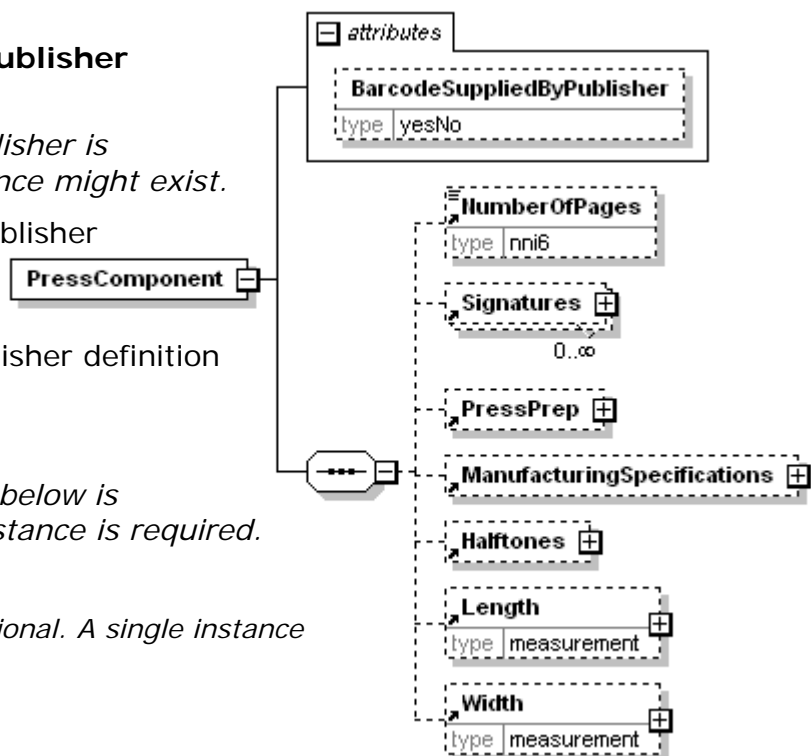 ublisher
lisher is
nce might exist.
blisher
isher definition
below is
stance is required.
ional. A single instance
PressComponent
attributes
BarcodeSuppliedByPublisher
type yesNo
NumberOfPages
type nni6
Signatures
0..∞
PressPrep
ManufacturingSpecifications
Halftones
Length
type measurement
Width
type measurement